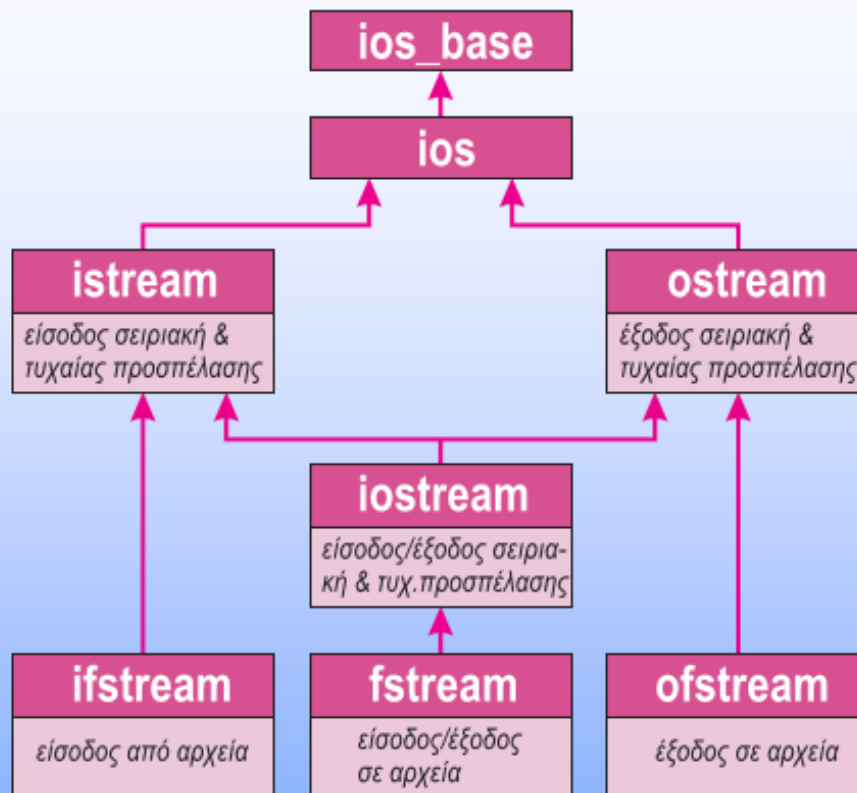 ios_base
ios
istream
είσοδος σειριακή &
τυχαίας προσπέλασης
ostream
έξοδος σειριακή &
τυχαίας προσπέλασης
iostream
είσοδος/έξοδος σειρια-
κή & τυχ.προσπέλασης
ifstream
είσοδος από αρχεία
fstream
είσοδος/έξοδος
σε αρχεία
ofstream
έξοδος σε αρχεία